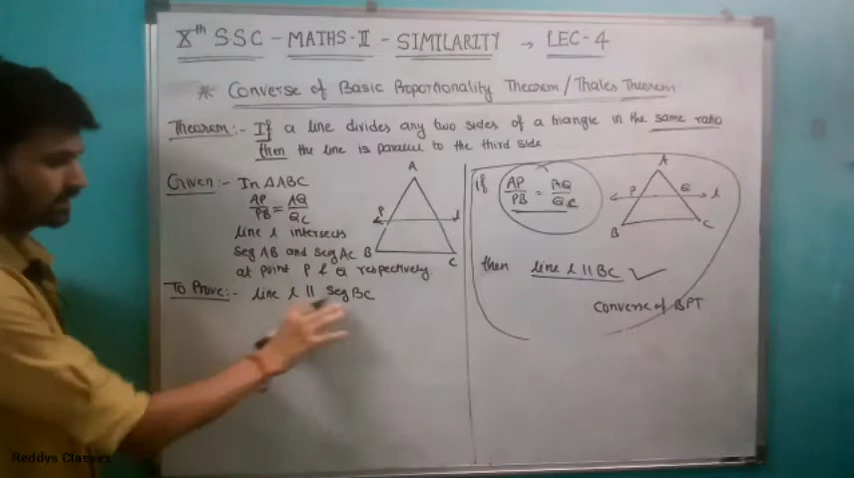 Xth SSC - MATHS-II - SIMILARITY → LEC-4
* Converse of Basic Proportionality Theorem / Thales Theorem
Theorem:- If a line divides any two sides of a triangle in the same ratio
then the line is parallel to the third side
Given:- In △ABC
AP/PB = AQ/QC
line l intersects
seg AB and seg AC
at point P & Q respectively
To Prove:- line l || seg BC
A
P
l
B
C
if AP/PB = AQ/QC
A
P
Q
l
B
C
then line l || BC ✓
Converse of BPT
Reddys Classes